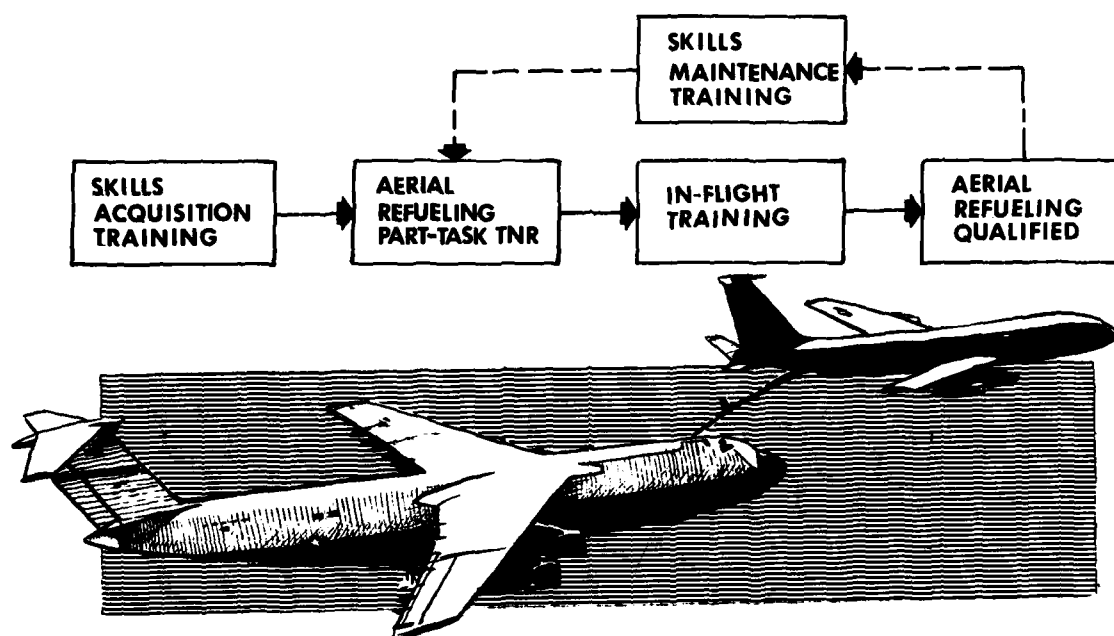 SKILLS
MAINTENANCE
TRAINING
SKILLS
ACQUISITION
TRAINING
AERIAL
REFUELING
PART-TASK TNR
IN-FLIGHT
TRAINING
AERIAL
REFUELING
QUALIFIED